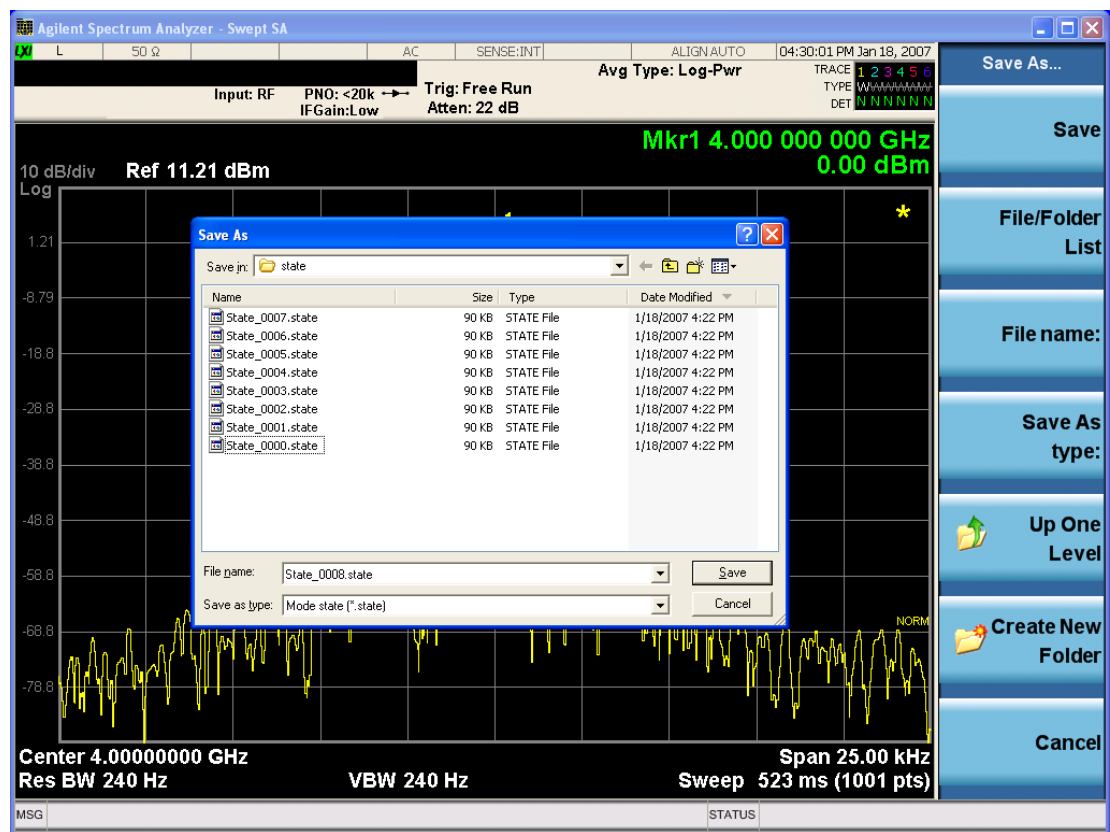 Agilent Spectrum Analyzer - Swept SA
LXI L 50 Ω AC SENSE:INT ALIGN AUTO 04:30:01 PM Jan 18, 2007
Input: RF PNO: <20k Trig: Free Run Avg Type: Log-Pwr TRACE 1 2 3 4 5 6
IFGain:Low Atten: 22 dB TYPE W
DET N N N N N N
Mkr1 4.000 000 000 GHz
0.00 dBm
10 dB/div Ref 11.21 dBm
Log
1.21
-8.79
-18.8
-28.8
-38.8
-48.8
-58.8
-68.8
-78.8
*
NORM
Save As
Save in: state
Name Size Type Date Modified
State_0007.state 90 KB STATE File 1/18/2007 4:22 PM
State_0006.state 90 KB STATE File 1/18/2007 4:22 PM
State_0005.state 90 KB STATE File 1/18/2007 4:22 PM
State_0004.state 90 KB STATE File 1/18/2007 4:22 PM
State_0003.state 90 KB STATE File 1/18/2007 4:22 PM
State_0002.state 90 KB STATE File 1/18/2007 4:22 PM
State_0001.state 90 KB STATE File 1/18/2007 4:22 PM
State_0000.state 90 KB STATE File 1/18/2007 4:22 PM
File name: State_0008.state Save
Save as type: Mode state (*.state) Cancel
Center 4.00000000 GHz Span 25.00 kHz
Res BW 240 Hz VBW 240 Hz Sweep 523 ms (1001 pts)
MSG STATUS
Save As...
Save
File/Folder
List
File name:
Save As
type:
Up One
Level
Create New
Folder
Cancel